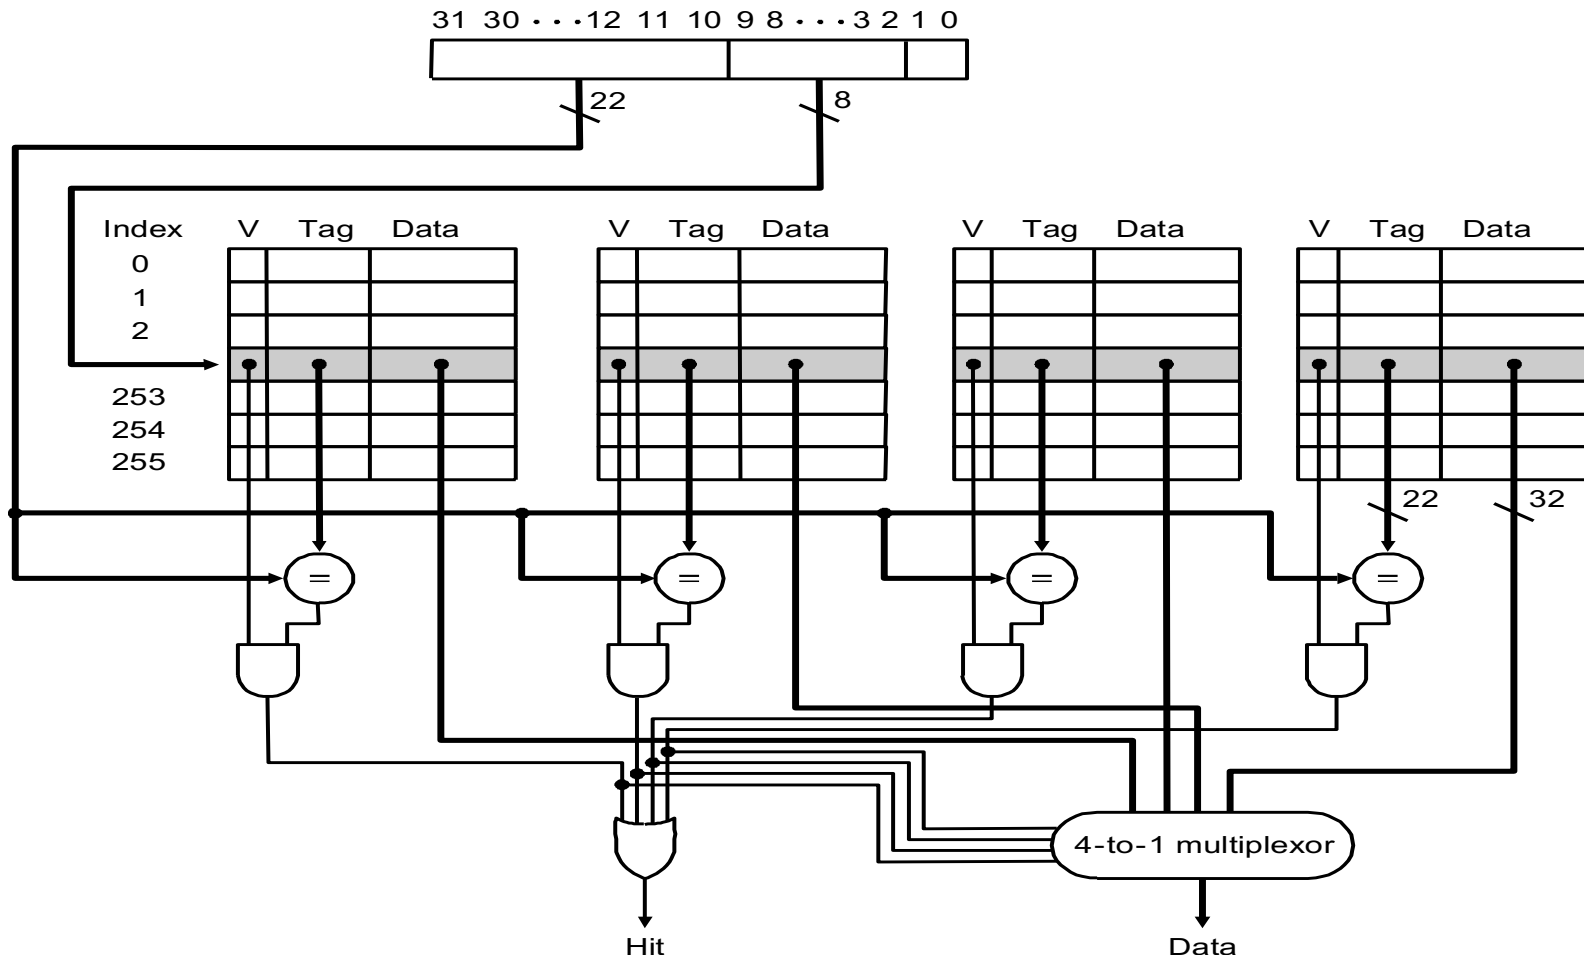 31 30 · · · 12 11 10 9 8 · · · 3 2 1 0
22 8
Index V Tag Data V Tag Data V Tag Data V Tag Data
0
1
2
253
254
255
22 32
= = = =
4-to-1 multiplexor
Hit Data